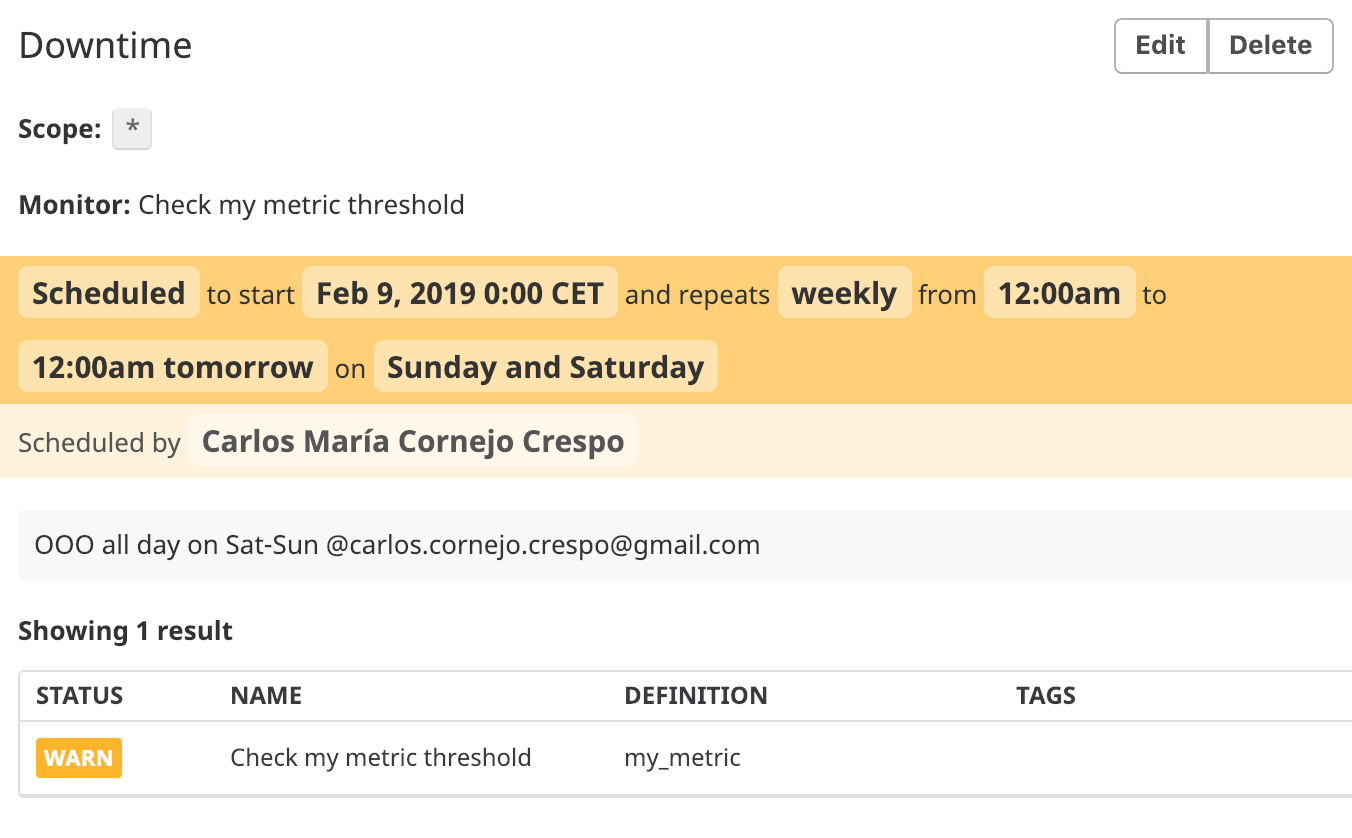 Downtime Edit Delete
Scope: *
Monitor: Check my metric threshold
Scheduled to start Feb 9, 2019 0:00 CET and repeats weekly from 12:00am to
12:00am tomorrow on Sunday and Saturday
Scheduled by Carlos María Cornejo Crespo
OOO all day on Sat-Sun @carlos.cornejo.crespo@gmail.com
Showing 1 result
STATUS NAME DEFINITION TAGS
WARN Check my metric threshold my_metric